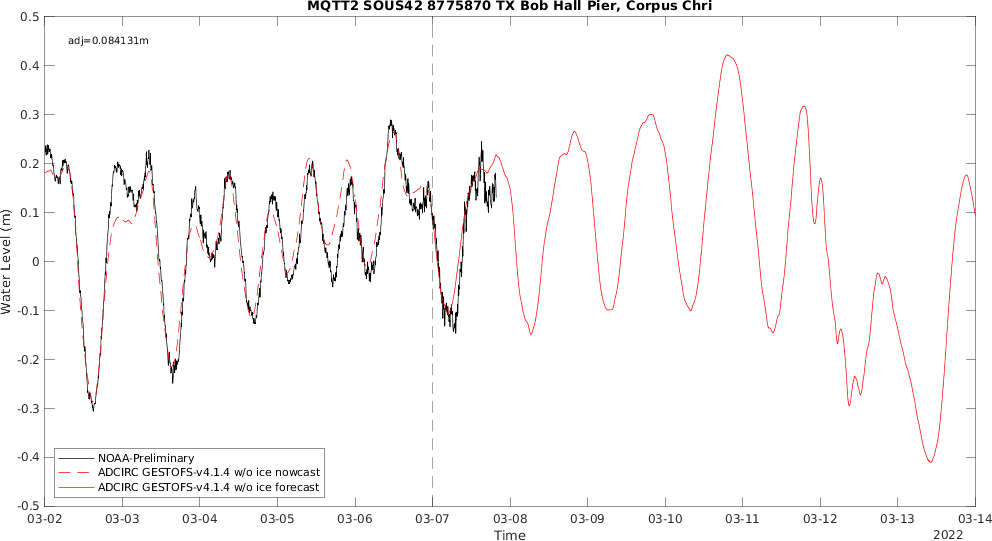 MQTT2 SOUS42 8775870 TX Bob Hall Pier, Corpus Chri
adj=0.084131m
0.5
0.4
0.3
0.2
0.1
0
-0.1
-0.2
-0.3
-0.4
-0.5
Water Level (m)
NOAA-Preliminary
ADCIRC GESTOFS-v4.1.4 w/o ice nowcast
ADCIRC GESTOFS-v4.1.4 w/o ice forecast
03-02 03-03 03-04 03-05 03-06 03-07 03-08 03-09 03-10 03-11 03-12 03-13 03-14
Time
2022